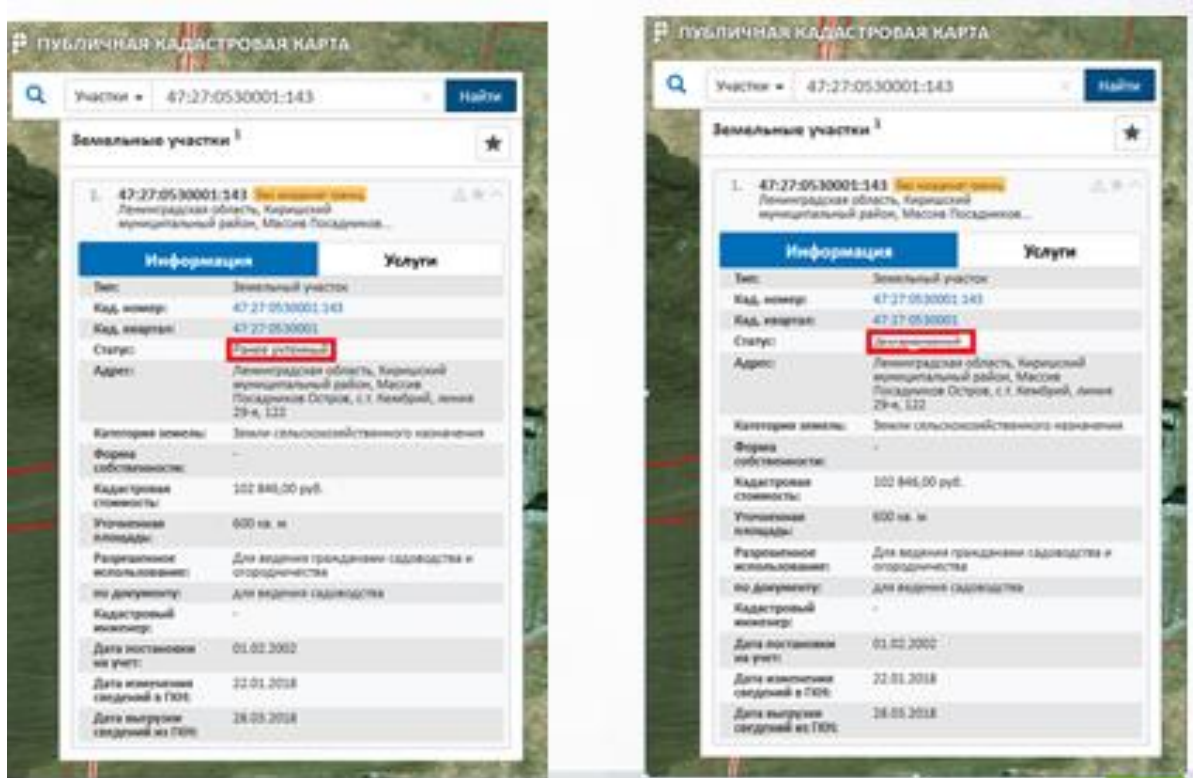 ПУБЛИЧНАЯ КАДАСТРОВАЯ КАРТА
Участки 47:27:0530001:143 Найти
Земельные участки 1
1. 47:27:0530001:143 Без координат границ
Ленинградская область, Киришский
муниципальный район, Массив Посадников...
Информация Услуги
Тип: Земельный участок
Кад. номер: 47:27:0530001:143
Кад. квартал: 47:27:0530001
Статус: Ранее учтенный
Адрес: Ленинградская область, Киришский
муниципальный район, Массив
Посадников Остров, с.т. Кембрий, линия
29-я, 122
Категория земель: Земли сельскохозяйственного назначения
Форма -
собственности:
Кадастровая 102 846,00 руб.
стоимость:
Уточненная 600 кв. м
площадь:
Разрешенное Для ведения гражданами садоводства и
использование: огородничества
по документу: для ведения садоводства
Кадастровый -
инженер:
Дата постановки 01.02.2002
на учет:
Дата изменения 22.01.2018
сведений в ГКН:
Дата выгрузки 28.03.2018
сведений из ГКН:
ПУБЛИЧНАЯ КАДАСТРОВАЯ КАРТА
Участки 47:27:0530001:143 Найти
Земельные участки 1
1. 47:27:0530001:143 Без координат границ
Ленинградская область, Киришский
муниципальный район, Массив Посадников...
Информация Услуги
Тип: Земельный участок
Кад. номер: 47:27:0530001:143
Кад. квартал: 47:27:0530001
Статус:
Адрес: Ленинградская область, Киришский
муниципальный район, Массив
Посадников Остров, с.т. Кембрий, линия
29-я, 122
Категория земель: Земли сельскохозяйственного назначения
Форма -
собственности:
Кадастровая 102 846,00 руб.
стоимость:
Уточненная 600 кв. м
площадь:
Разрешенное Для ведения гражданами садоводства и
использование: огородничества
по документу: для ведения садоводства
Кадастровый -
инженер:
Дата постановки 01.02.2002
на учет:
Дата изменения 22.01.2018
сведений в ГКН:
Дата выгрузки 28.03.2018
сведений из ГКН: